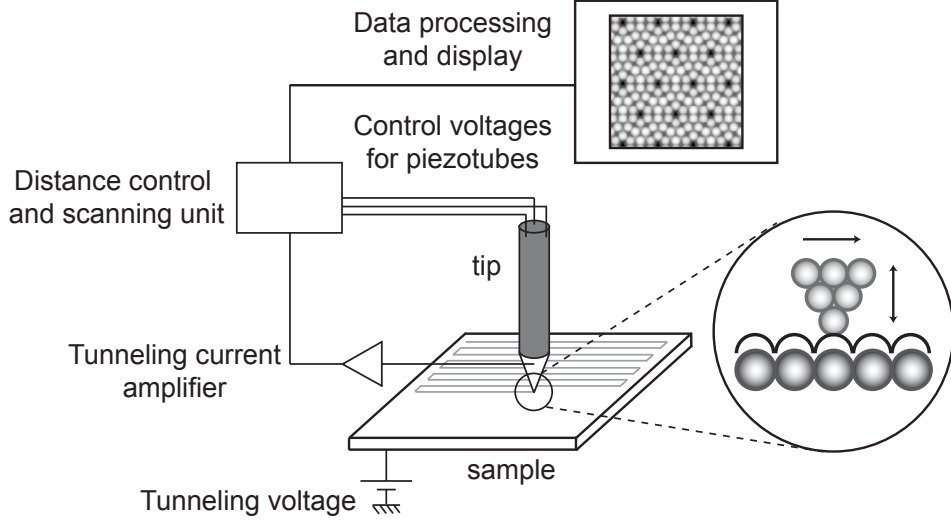 Data processing
and display
Control voltages
for piezotubes
Distance control
and scanning unit
tip
Tunneling current
amplifier
sample
Tunneling voltage